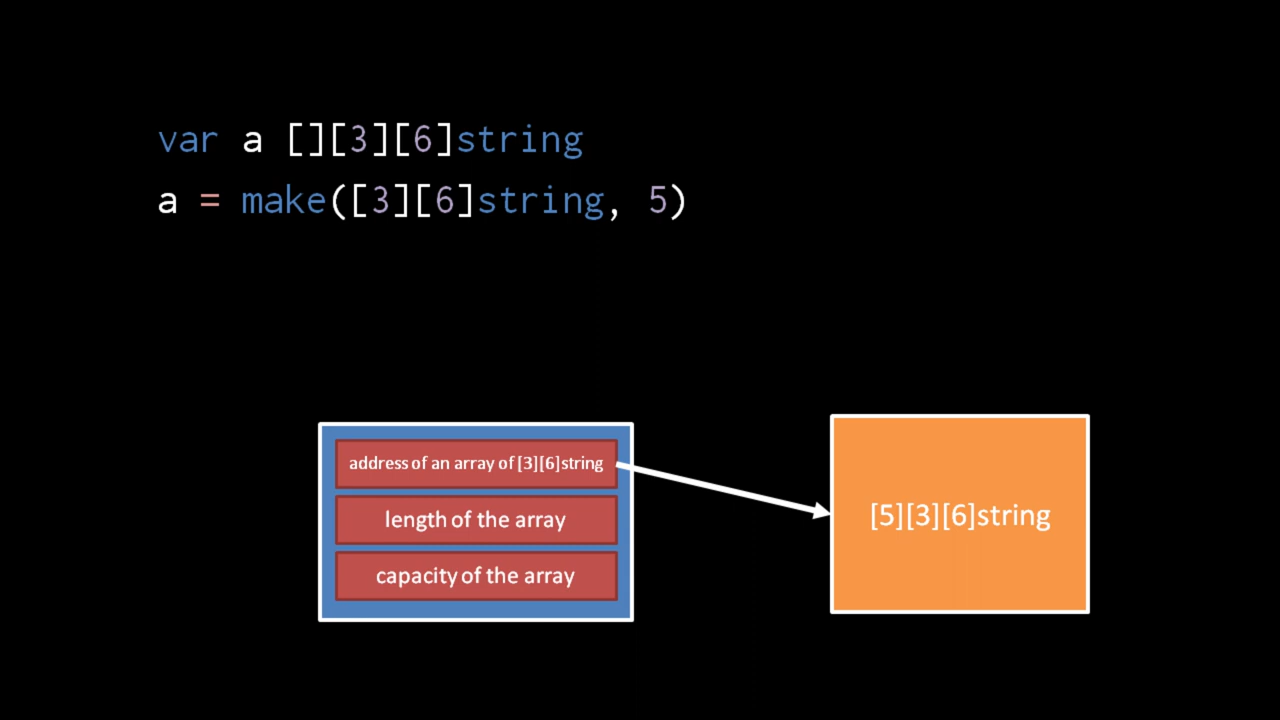 var a [][3][6]string
a = make([3][6]string, 5)
address of an array of [3][6]string
length of the array
capacity of the array
[5][3][6]string